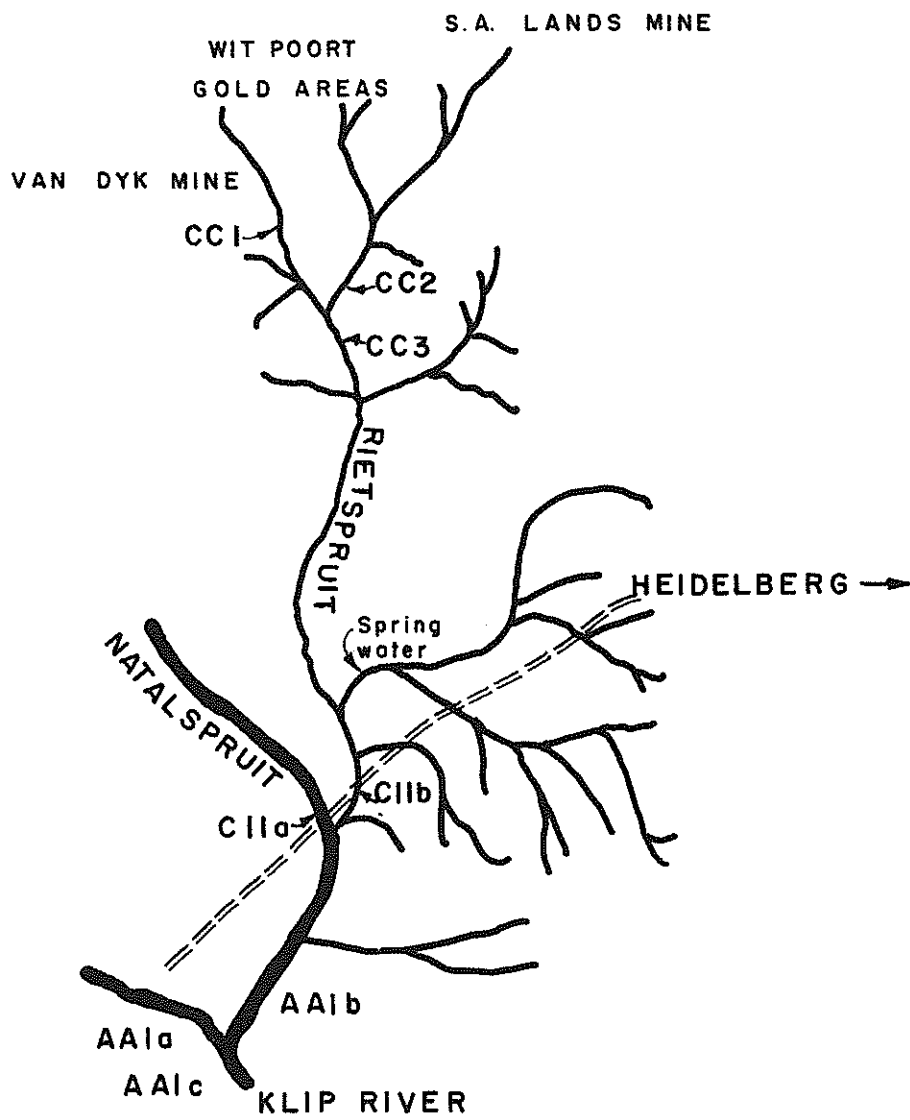 S.A. LANDS MINE
WIT POORT
GOLD AREAS
VAN DYK MINE
CC1
CC2
CC3
RIETSPRUIT
HEIDELBERG
Spring
water
NATALSPRUIT
C11b
C11a
AA1b
AA1a
AA1c
KLIP RIVER